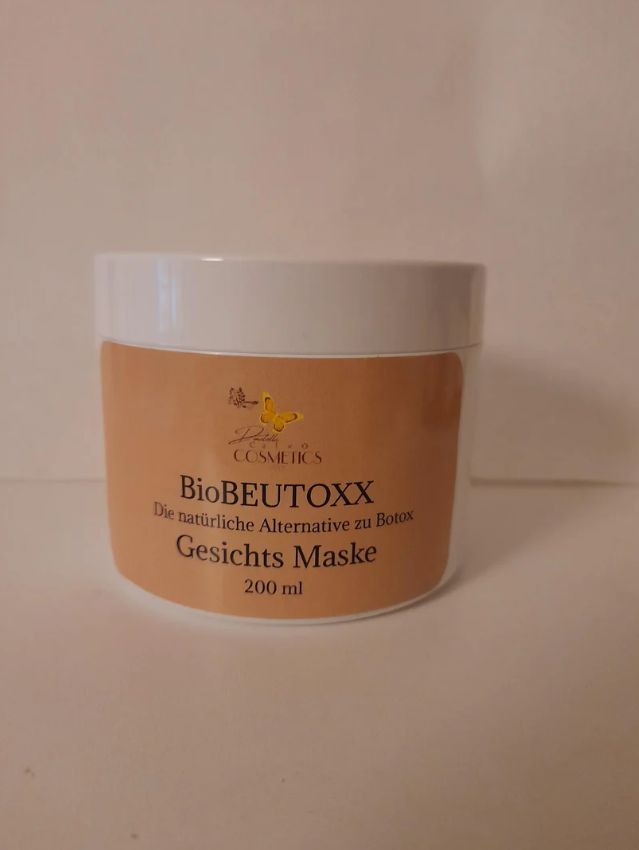 COSMETICS
BioBEUTOXX
Die natürliche Alternative zu Botox
Gesichts Maske
200 ml